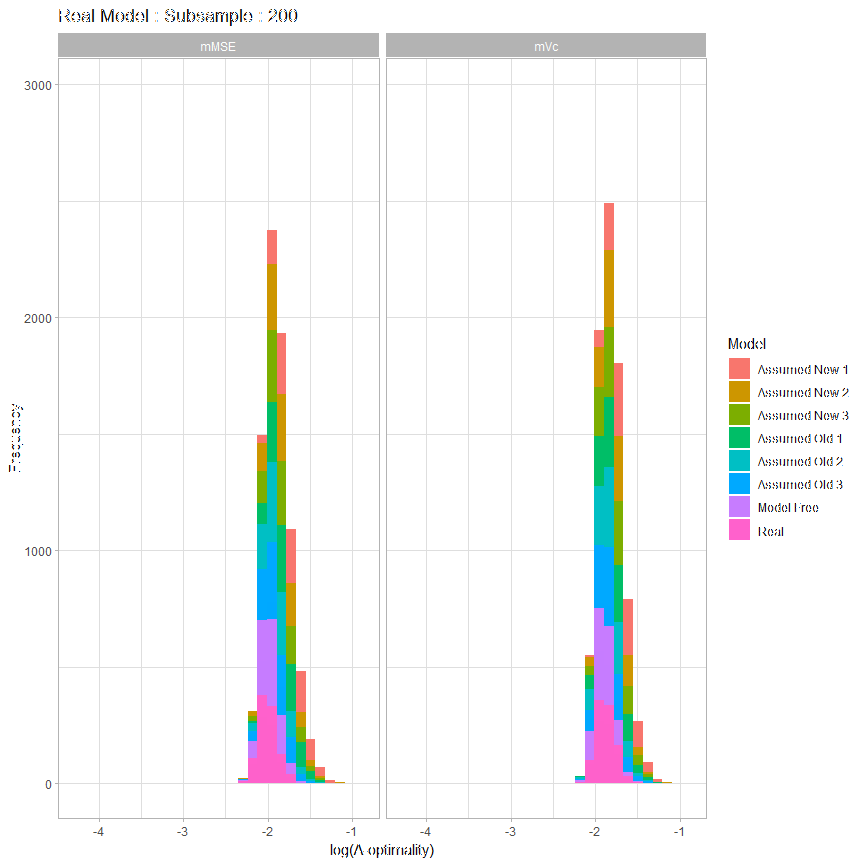 Real Model : Subsample : 200
mMSE
mVc
3000
2000
1000
0
Frequency
-4
-3
-2
-1
-4
-3
-2
-1
log(A-optimality)
Model
Assumed New 1
Assumed New 2
Assumed New 3
Assumed Old 1
Assumed Old 2
Assumed Old 3
Model Free
Real